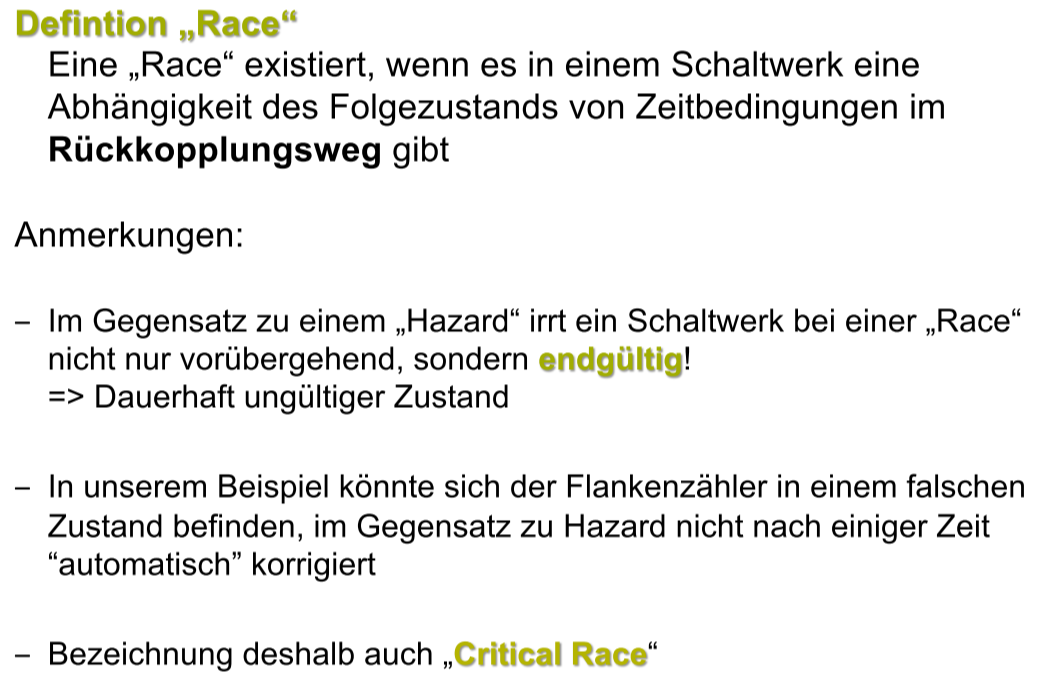 Defintion „Race“
Eine „Race“ existiert, wenn es in einem Schaltwerk eine
Abhängigkeit des Folgezustands von Zeitbedingungen im
Rückkopplungsweg gibt
Anmerkungen:
– Im Gegensatz zu einem „Hazard“ irrt ein Schaltwerk bei einer „Race“
nicht nur vorübergehend, sondern endgültig!
=> Dauerhaft ungültiger Zustand
– In unserem Beispiel könnte sich der Flankenzähler in einem falschen
Zustand befinden, im Gegensatz zu Hazard nicht nach einiger Zeit
“automatisch” korrigiert
– Bezeichnung deshalb auch „Critical Race“